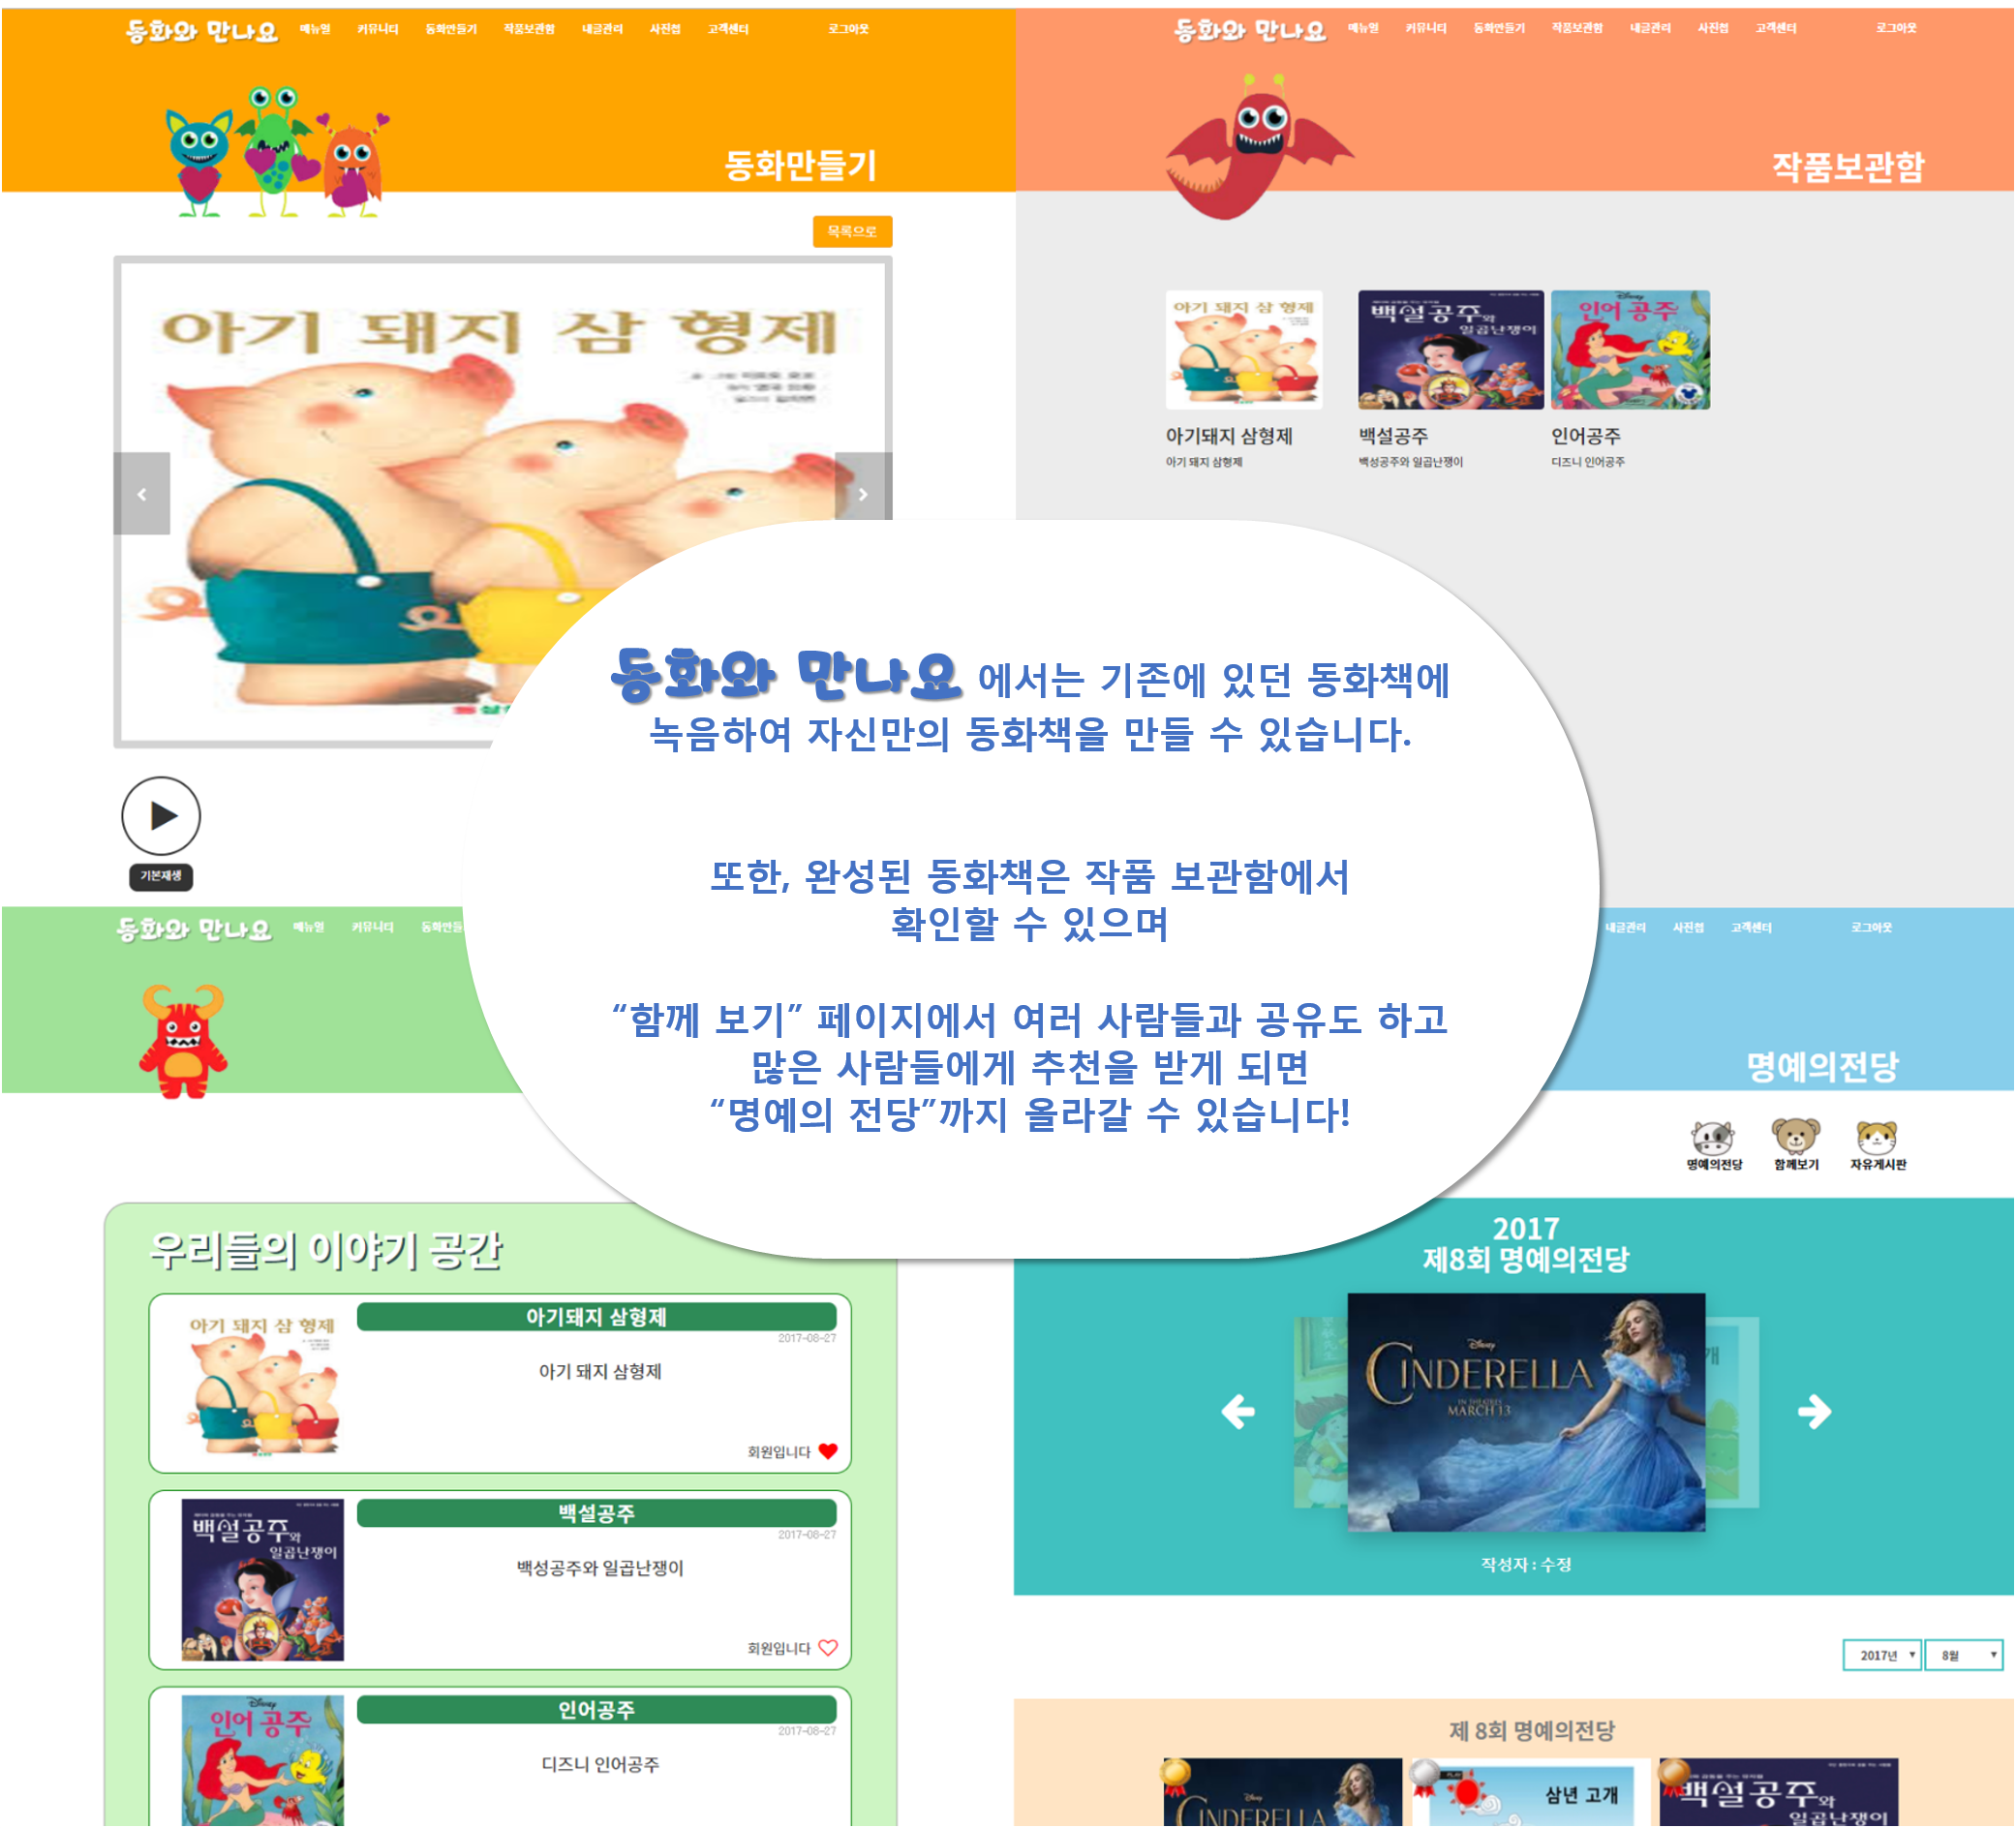 동화와 만나요 메뉴얼 커뮤니티 동화만들기 작품보관함 내글관리 사진첩 고객센터 로그아웃
동화만들기
목록으로
아기 돼지 삼 형제
기본재생
동화와 만나요 메뉴얼 커뮤니티 동화만들기 작품보관함 내글관리 사진첩 고객센터 로그아웃
작품보관함
아기 돼지 삼 형제
백설공주와
일곱난쟁이
Disney
인어 공주
아기돼지 삼형제 백설공주 인어공주
아기 돼지 삼형제 백성공주와 일곱난쟁이 디즈니 인어공주
동화와 만나요 에서는 기존에 있던 동화책에
녹음하여 자신만의 동화책을 만들 수 있습니다.
또한, 완성된 동화책은 작품 보관함에서
확인할 수 있으며
“함께 보기” 페이지에서 여러 사람들과 공유도 하고
많은 사람들에게 추천을 받게 되면
“명예의 전당”까지 올라갈 수 있습니다!
동화와 만나요 메뉴얼 커뮤니티 동화만들
우리들의 이야기 공간
아기 돼지 삼 형제
아기돼지 삼형제
2017-08-27
아기 돼지 삼형제
회원입니다
백설공주와
일곱난쟁이
백설공주
2017-08-27
백성공주와 일곱난쟁이
회원입니다
Disney
인어 공주
인어공주
2017-08-27
디즈니 인어공주
내글관리 사진첩 고객센터 로그아웃
명예의전당
명예의전당 함께보기 자유게시판
2017
제8회 명예의전당
개
Disney
CINDERELLA
IN THEATRES
MARCH 13
작성자 : 수정
2017년 8월
제 8회 명예의전당
Disney
CINDERELLA
삼년 고개
백설공주와
일곱난쟁이